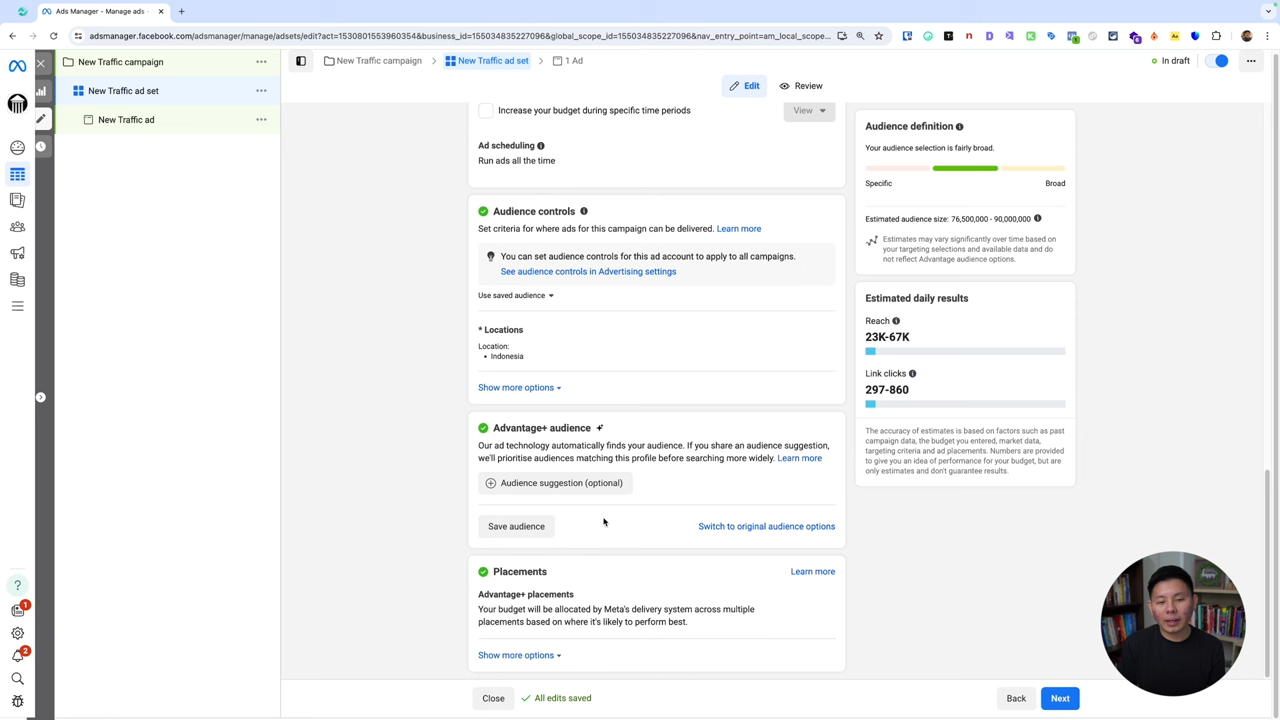 Ads Manager - Manage ads -
adsmanager.facebook.com/adsmanager/manage/adsets/edit?act=1530801553960354&business_id=155034835227096&global_scope_id=155034835227096&nav_entry_point=am_local_scope...
New Traffic campaign
New Traffic ad set
New Traffic ad
New Traffic campaign
New Traffic ad set
1 Ad
In draft
Edit
Review
Increase your budget during specific time periods
View
Ad scheduling
Run ads all the time
Audience controls
Set criteria for where ads for this campaign can be delivered. Learn more
You can set audience controls for this ad account to apply to all campaigns.
See audience controls in Advertising settings
Use saved audience
* Locations
Location:
• Indonesia
Show more options
Advantage+ audience
Our ad technology automatically finds your audience. If you share an audience suggestion,
we'll prioritise audiences matching this profile before searching more widely. Learn more
Audience suggestion (optional)
Save audience
Switch to original audience options
Placements
Learn more
Advantage+ placements
Your budget will be allocated by Meta's delivery system across multiple
placements based on where it's likely to perform best.
Show more options
Close
All edits saved
Back
Next
Audience definition
Your audience selection is fairly broad.
Specific
Broad
Estimated audience size: 76,500,000 - 90,000,000
Estimates may vary significantly over time based on
your targeting selections and available data and do
not reflect Advantage audience options.
Estimated daily results
Reach
23K-67K
Link clicks
297-860
The accuracy of estimates is based on factors such as past
campaign data, the budget you entered, market data,
targeting criteria and ad placements. Numbers are provided
to give you an idea of performance for your budget, but are
only estimates and don't guarantee results.
1
2